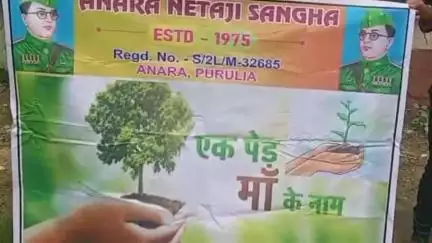 ANARA NETAJI SANGHA
ESTD - 1975
Regd. No. - S/2L/M-32685
ANARA, PURULIA
एक पेड़
माँ
के नाम